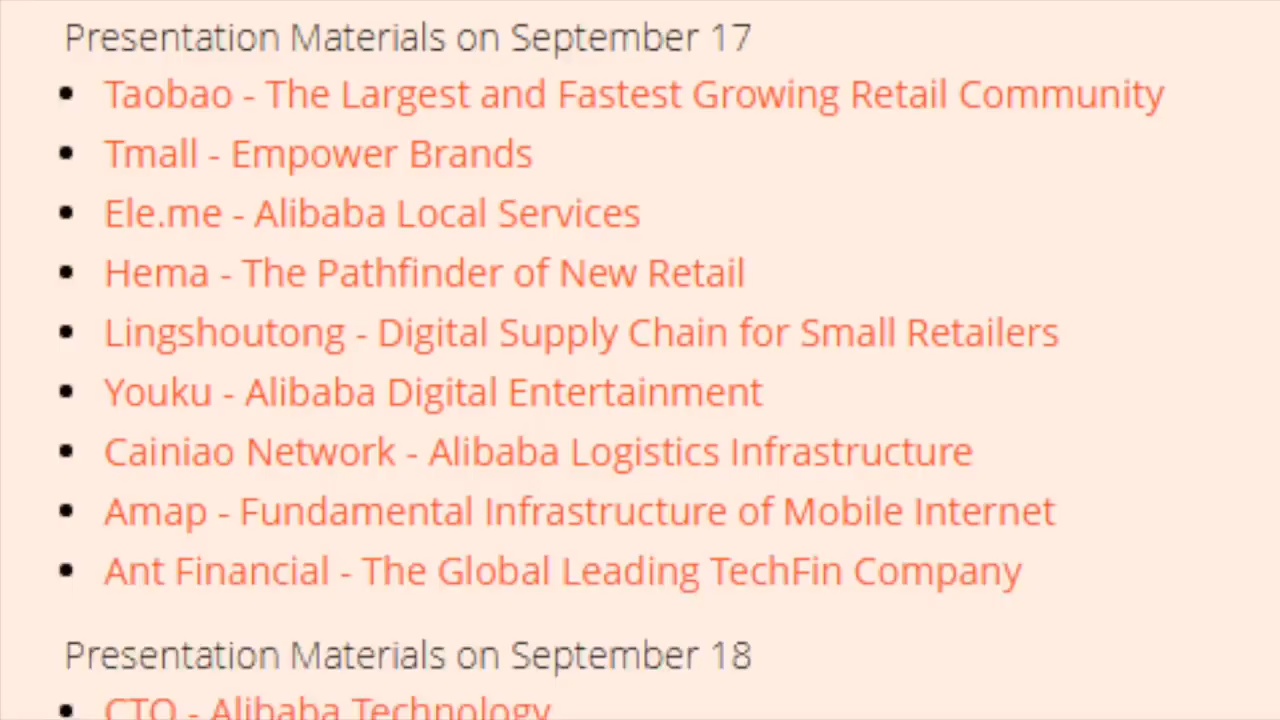 Presentation Materials on September 17
Taobao - The Largest and Fastest Growing Retail Community
Tmall - Empower Brands
Ele.me - Alibaba Local Services
Hema - The Pathfinder of New Retail
Lingshoutong - Digital Supply Chain for Small Retailers
Youku - Alibaba Digital Entertainment
Cainiao Network - Alibaba Logistics Infrastructure
Amap - Fundamental Infrastructure of Mobile Internet
Ant Financial - The Global Leading TechFin Company
Presentation Materials on September 18
CTO - Alibaba Technology